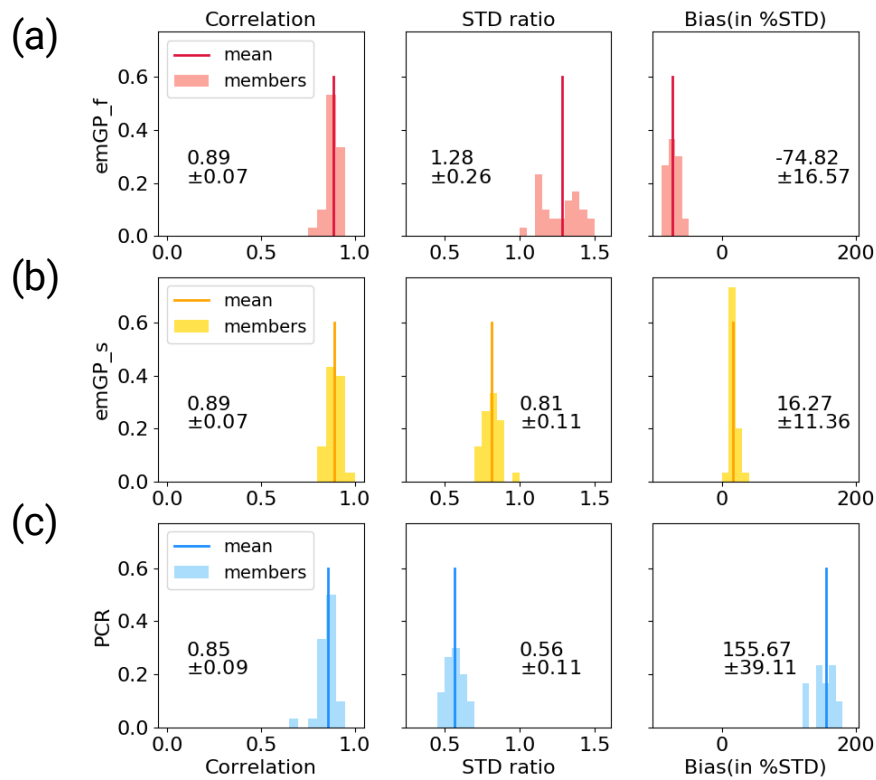 Correlation STD ratio Bias(in %STD)
(a)
emGP_f
mean
members
0.6
0.4
0.2
0.0
0.89
±0.07
1.28
±0.26
-74.82
±16.57
0.0 0.5 1.0 0.5 1.0 1.5 0 200
(b)
emGP_s
mean
members
0.6
0.4
0.2
0.0
0.89
±0.07
0.81
±0.11
16.27
±11.36
0.0 0.5 1.0 0.5 1.0 1.5 0 200
(c)
PCR
mean
members
0.6
0.4
0.2
0.0
0.85
±0.09
0.56
±0.11
155.67
±39.11
0.0 0.5 1.0 0.5 1.0 1.5 0 200
Correlation STD ratio Bias(in %STD)